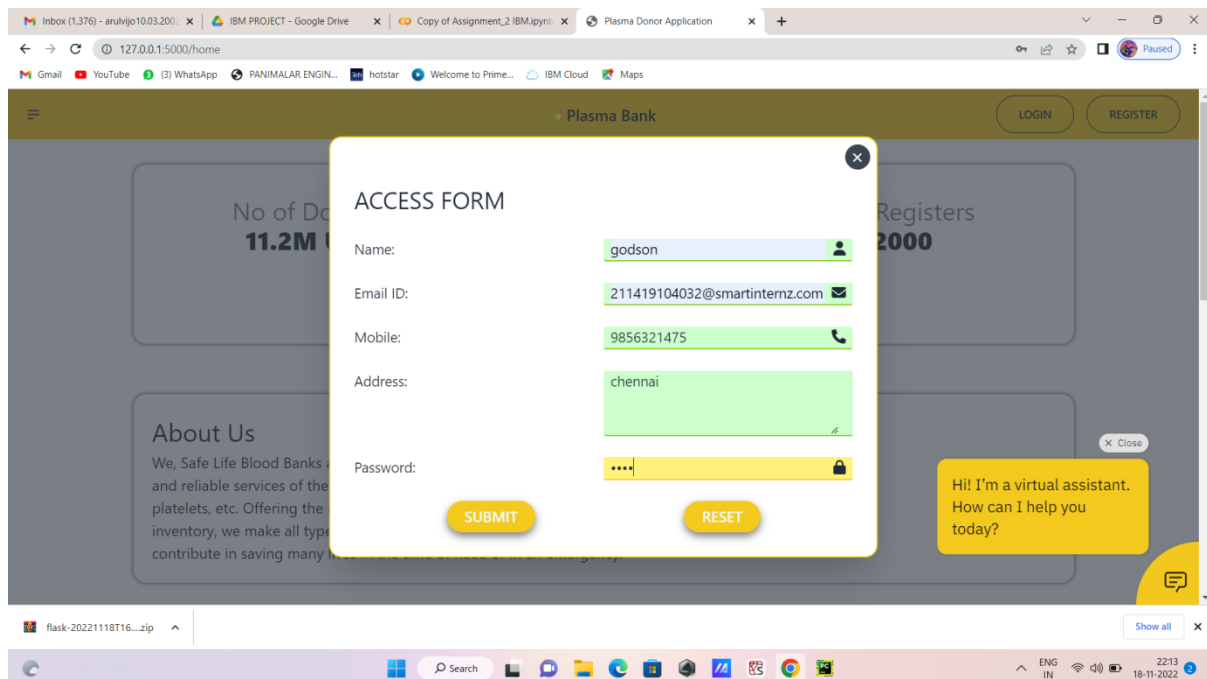 Inbox (1,376) - arulvijo10.03.200 IBM PROJECT - Google Drive Copy of Assignment_2 IBM.ipynb Plasma Donor Application
127.0.0.1:5000/home Paused
Gmail YouTube (3) WhatsApp PANIMALAR ENGIN... hotstar Welcome to Prime... IBM Cloud Maps
Plasma Bank LOGIN REGISTER
ACCESS FORM
No of Do Registers
11.2M 2000
Name: godson
Email ID: 211419104032@smartinternz.com
Mobile: 9856321475
Address: chennai
About Us
We, Safe Life Blood Banks
and reliable services of the
platelets, etc. Offering the
inventory, we make all type
contribute in saving many
Password: ••••
SUBMIT RESET
× Close
Hi! I'm a virtual assistant.
How can I help you
today?
flask-20221118T16....zip Show all
Search ENG
IN
22:13
18-11-2022 2